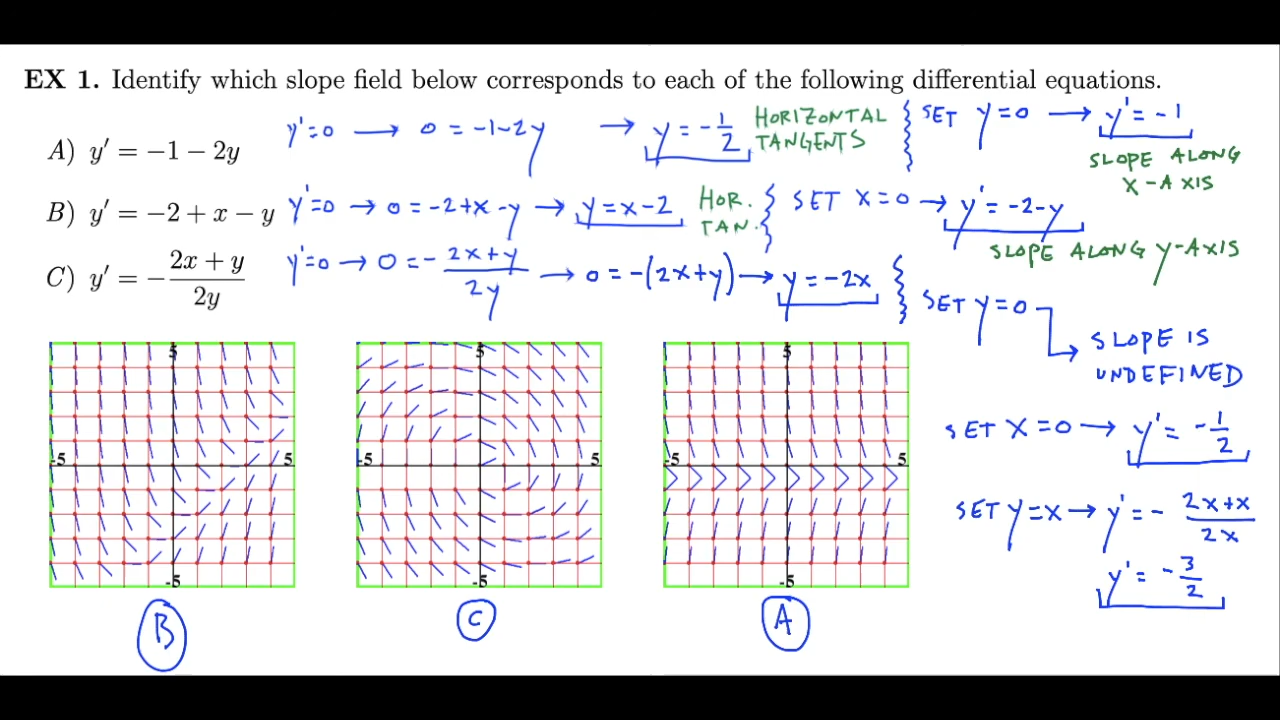 EX 1. Identify which slope field below corresponds to each of the following differential equations.
A) y′ = −1 − 2y
y'=0 → 0 = -1-2y → y = -1/2 HORIZONTAL TANGENTS
SET y=0 → y' = -1
SLOPE ALONG
X-AXIS
B) y′ = −2 + x − y
y'=0 → 0 = -2+x-y → y = x-2 HOR. TAN.
SET X=0 → y' = -2-y
SLOPE ALONG y-AXIS
C) y′ = −(2x + y)/(2y)
y'=0 → 0 = -(2x+y)/(2y) → 0 = -(2x+y) → y = -2x
SET y=0
SLOPE IS
UNDEFINED
SET X=0 → y' = -1/2
SET y=x → y' = -(2x+x)/(2x)
y' = -3/2
5
-5
5
-5
5
-5
5
-5
5
-5
5
-5
B
C
A